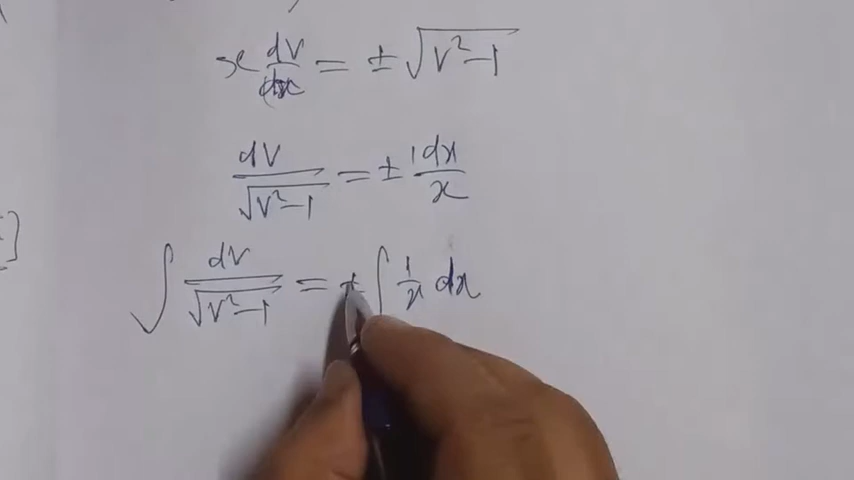 x dv/dx = ± √(v²-1)
dv/√(v²-1) = ± 1dx/x
∫ dv/√(v²-1) = ± ∫ 1/x dx
]